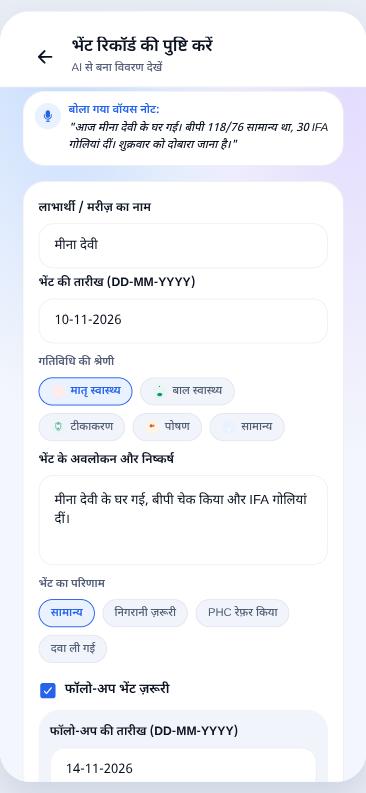 भेंट रिकॉर्ड की पुष्टि करें
AI से बना विवरण देखें
बोला गया वॉयस नोट:
"आज मीना देवी के घर गई। बीपी 118/76 सामान्य था, 30 IFA
गोलियां दीं। शुक्रवार को दोबारा जाना है।"
लाभार्थी / मरीज़ का नाम
मीना देवी
भेंट की तारीख (DD-MM-YYYY)
10-11-2026
गतिविधि की श्रेणी
मातृ स्वास्थ्य बाल स्वास्थ्य
टीकाकरण पोषण सामान्य
भेंट के अवलोकन और निष्कर्ष
मीना देवी के घर गई, बीपी चेक किया और IFA गोलियां
दीं।
भेंट का परिणाम
सामान्य निगरानी ज़रूरी PHC रेफ़र किया
दवा ली गई
फॉलो-अप भेंट ज़रूरी
फॉलो-अप की तारीख (DD-MM-YYYY)
14-11-2026